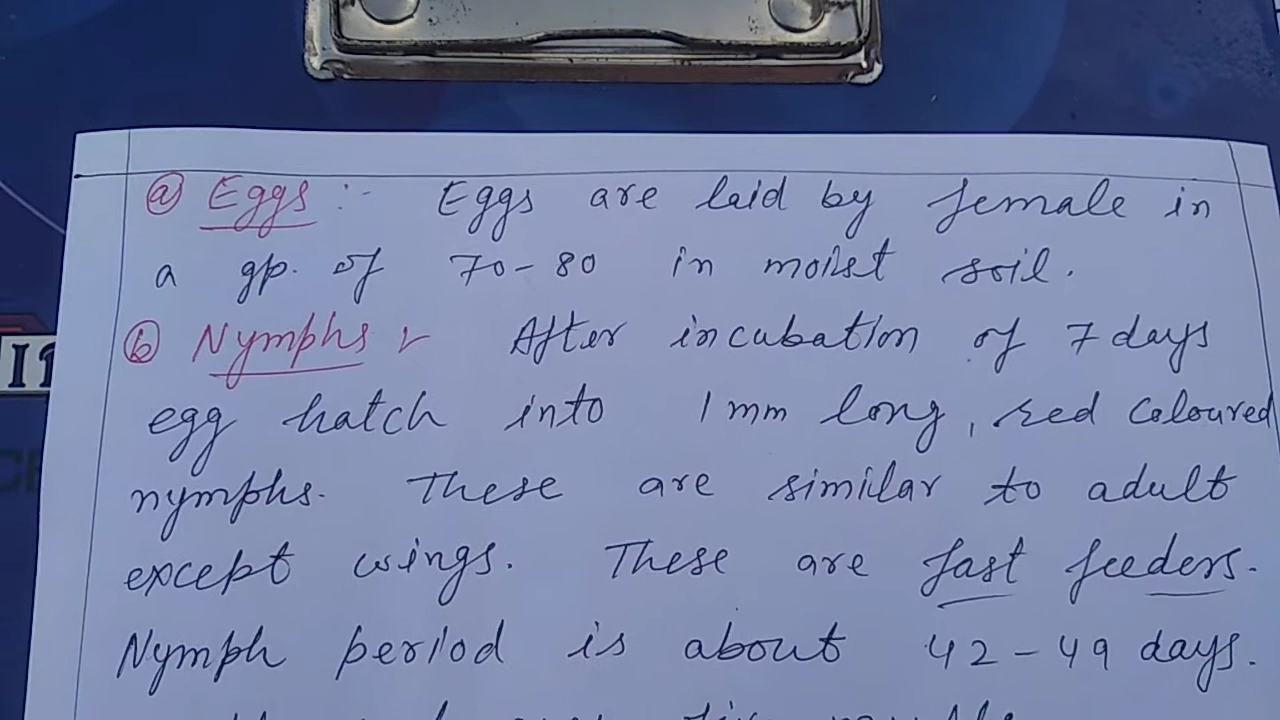 ⓐ Eggs :- Eggs are laid by female in
a gp. of 70-80 in moist soil.
ⓑ Nymphs :- After incubation of 7 days
egg hatch into 1 mm long, red coloured
nymphs. These are similar to adult
except wings. These are fast feeders.
Nymph period is about 42-49 days.